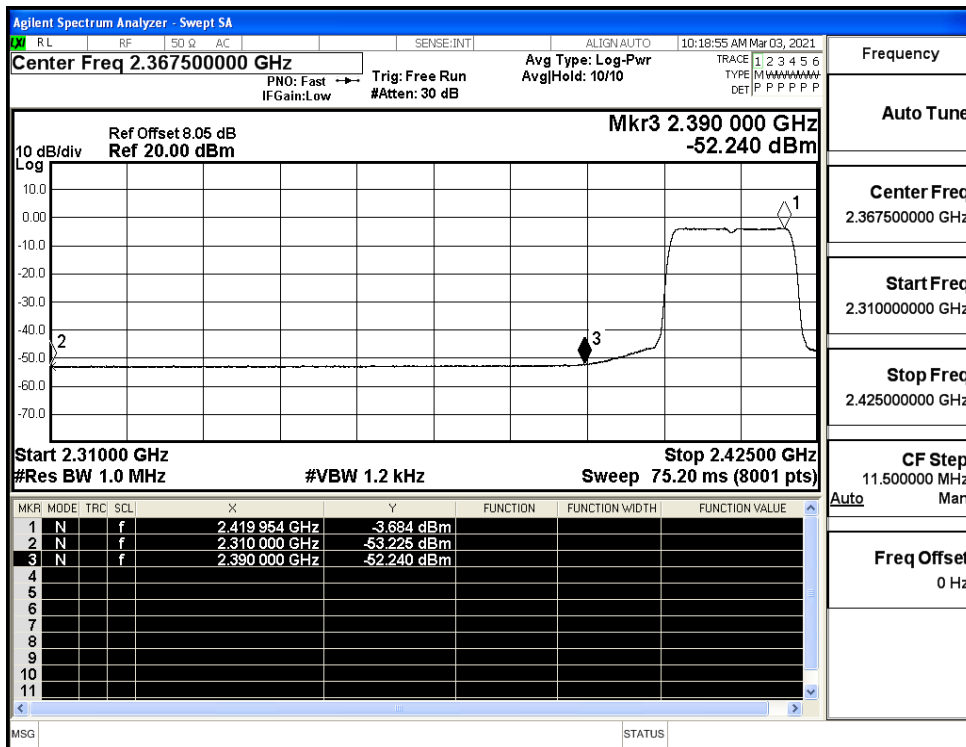 Agilent Spectrum Analyzer - Swept SA
LXI RL RF 50 Ω AC SENSE:INT ALIGN AUTO 10:18:55 AM Mar 03, 2021
Center Freq 2.367500000 GHz
PNO: Fast
IFGain:Low
Trig: Free Run
#Atten: 30 dB
Avg Type: Log-Pwr
Avg|Hold: 10/10
TRACE 1 2 3 4 5 6
TYPE M WWWWW
DET P P P P P P
Ref Offset 8.05 dB
10 dB/div Ref 20.00 dBm
Log
Mkr3 2.390 000 GHz
-52.240 dBm
10.0
0.00
-10.0
-20.0
-30.0
-40.0
-50.0
-60.0
-70.0
1
2
3
Start 2.31000 GHz Stop 2.42500 GHz
#Res BW 1.0 MHz #VBW 1.2 kHz Sweep 75.20 ms (8001 pts)
MKR MODE TRC SCL X Y FUNCTION FUNCTION WIDTH FUNCTION VALUE
1 N f 2.419 954 GHz -3.684 dBm
2 N f 2.310 000 GHz -53.225 dBm
3 N f 2.390 000 GHz -52.240 dBm
4
5
6
7
8
9
10
11
MSG STATUS
Frequency
Auto Tune
Center Freq
2.367500000 GHz
Start Freq
2.310000000 GHz
Stop Freq
2.425000000 GHz
CF Step
11.500000 MHz
Auto Man
Freq Offset
0 Hz